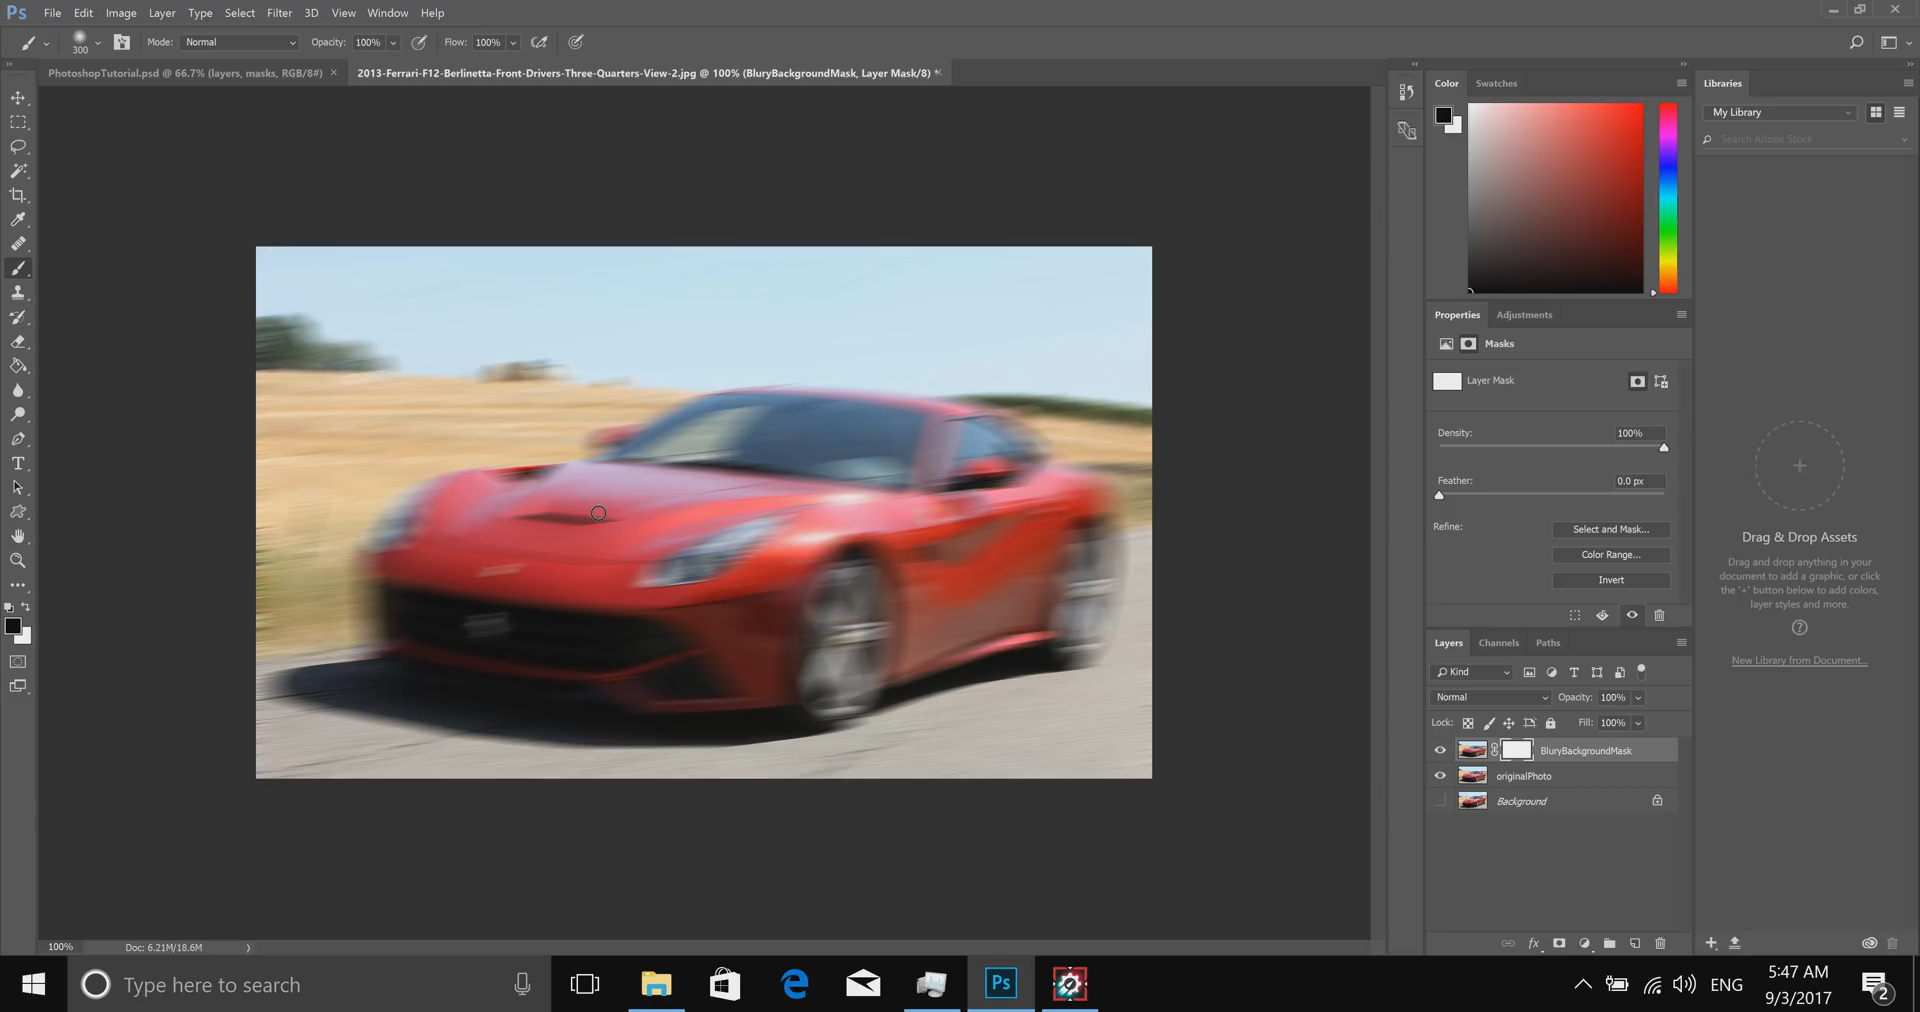 Ps File Edit Image Layer Type Select Filter 3D View Window Help
300 Mode: Normal Opacity: 100% Flow: 100%
PhotoshopTutorial.psd @ 66.7% (layers, masks, RGB/8#) × 2013-Ferrari-F12-Berlinetta-Front-Drivers-Three-Quarters-View-2.jpg @ 100% (BluryBackgroundMask, Layer Mask/8) *
Color Swatches
Libraries
My Library
Search Adobe Stock
Properties Adjustments
Masks
Layer Mask
Density: 100%
Feather: 0.0 px
Refine: Select and Mask...
Color Range...
Invert
Drag & Drop Assets
Drag and drop anything in your
document to add a graphic, or click
the '+' button below to add colors,
layer styles and more.
New Library from Document...
Layers Channels Paths
Kind
Normal Opacity: 100%
Lock: Fill: 100%
BluryBackgroundMask
originalPhoto
Background
fx
100% Doc: 6.21M/18.6M
Type here to search
Ps
ENG
5:47 AM
9/3/2017
2